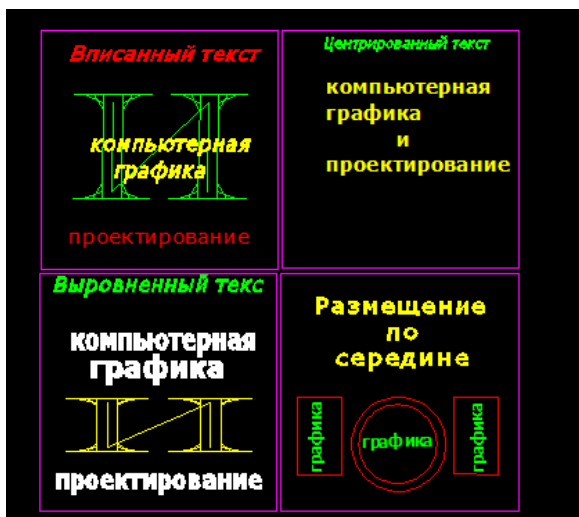 Вписанный текст
И
компьютерная
графика
проектирование
Центрированный текст
компьютерная
графика
и
проектирование
Выровненный текс
компьютерная
графика
И
проектирование
Размещение
по
середине
графика
графика
графика